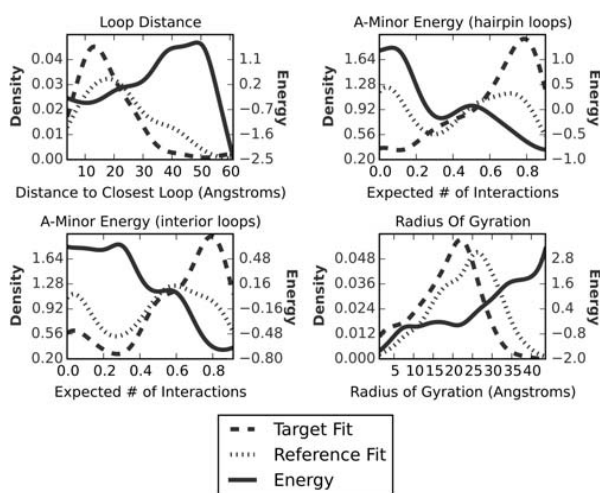 Loop Distance
0.04
0.03
0.02
0.01
0.00
Density
1.1
0.2
−0.7
−1.6
−2.5
Energy
10 20 30 40 50 60
Distance to Closest Loop (Angstroms)
A-Minor Energy (hairpin loops)
1.64
1.28
0.92
0.56
0.20
Density
1.0
0.5
0.0
−0.5
−1.0
Energy
0.0 0.2 0.4 0.6 0.8
Expected # of Interactions
A-Minor Energy (interior loops)
1.64
1.28
0.92
0.56
0.20
Density
0.48
0.16
−0.16
−0.48
−0.80
Energy
0.0 0.2 0.4 0.6 0.8
Expected # of Interactions
Radius Of Gyration
0.048
0.036
0.024
0.012
0.000
Density
2.8
1.6
0.4
−0.8
−2.0
Energy
5 10 15 20 25 30 35 40
Radius of Gyration (Angstroms)
Target Fit
Reference Fit
Energy